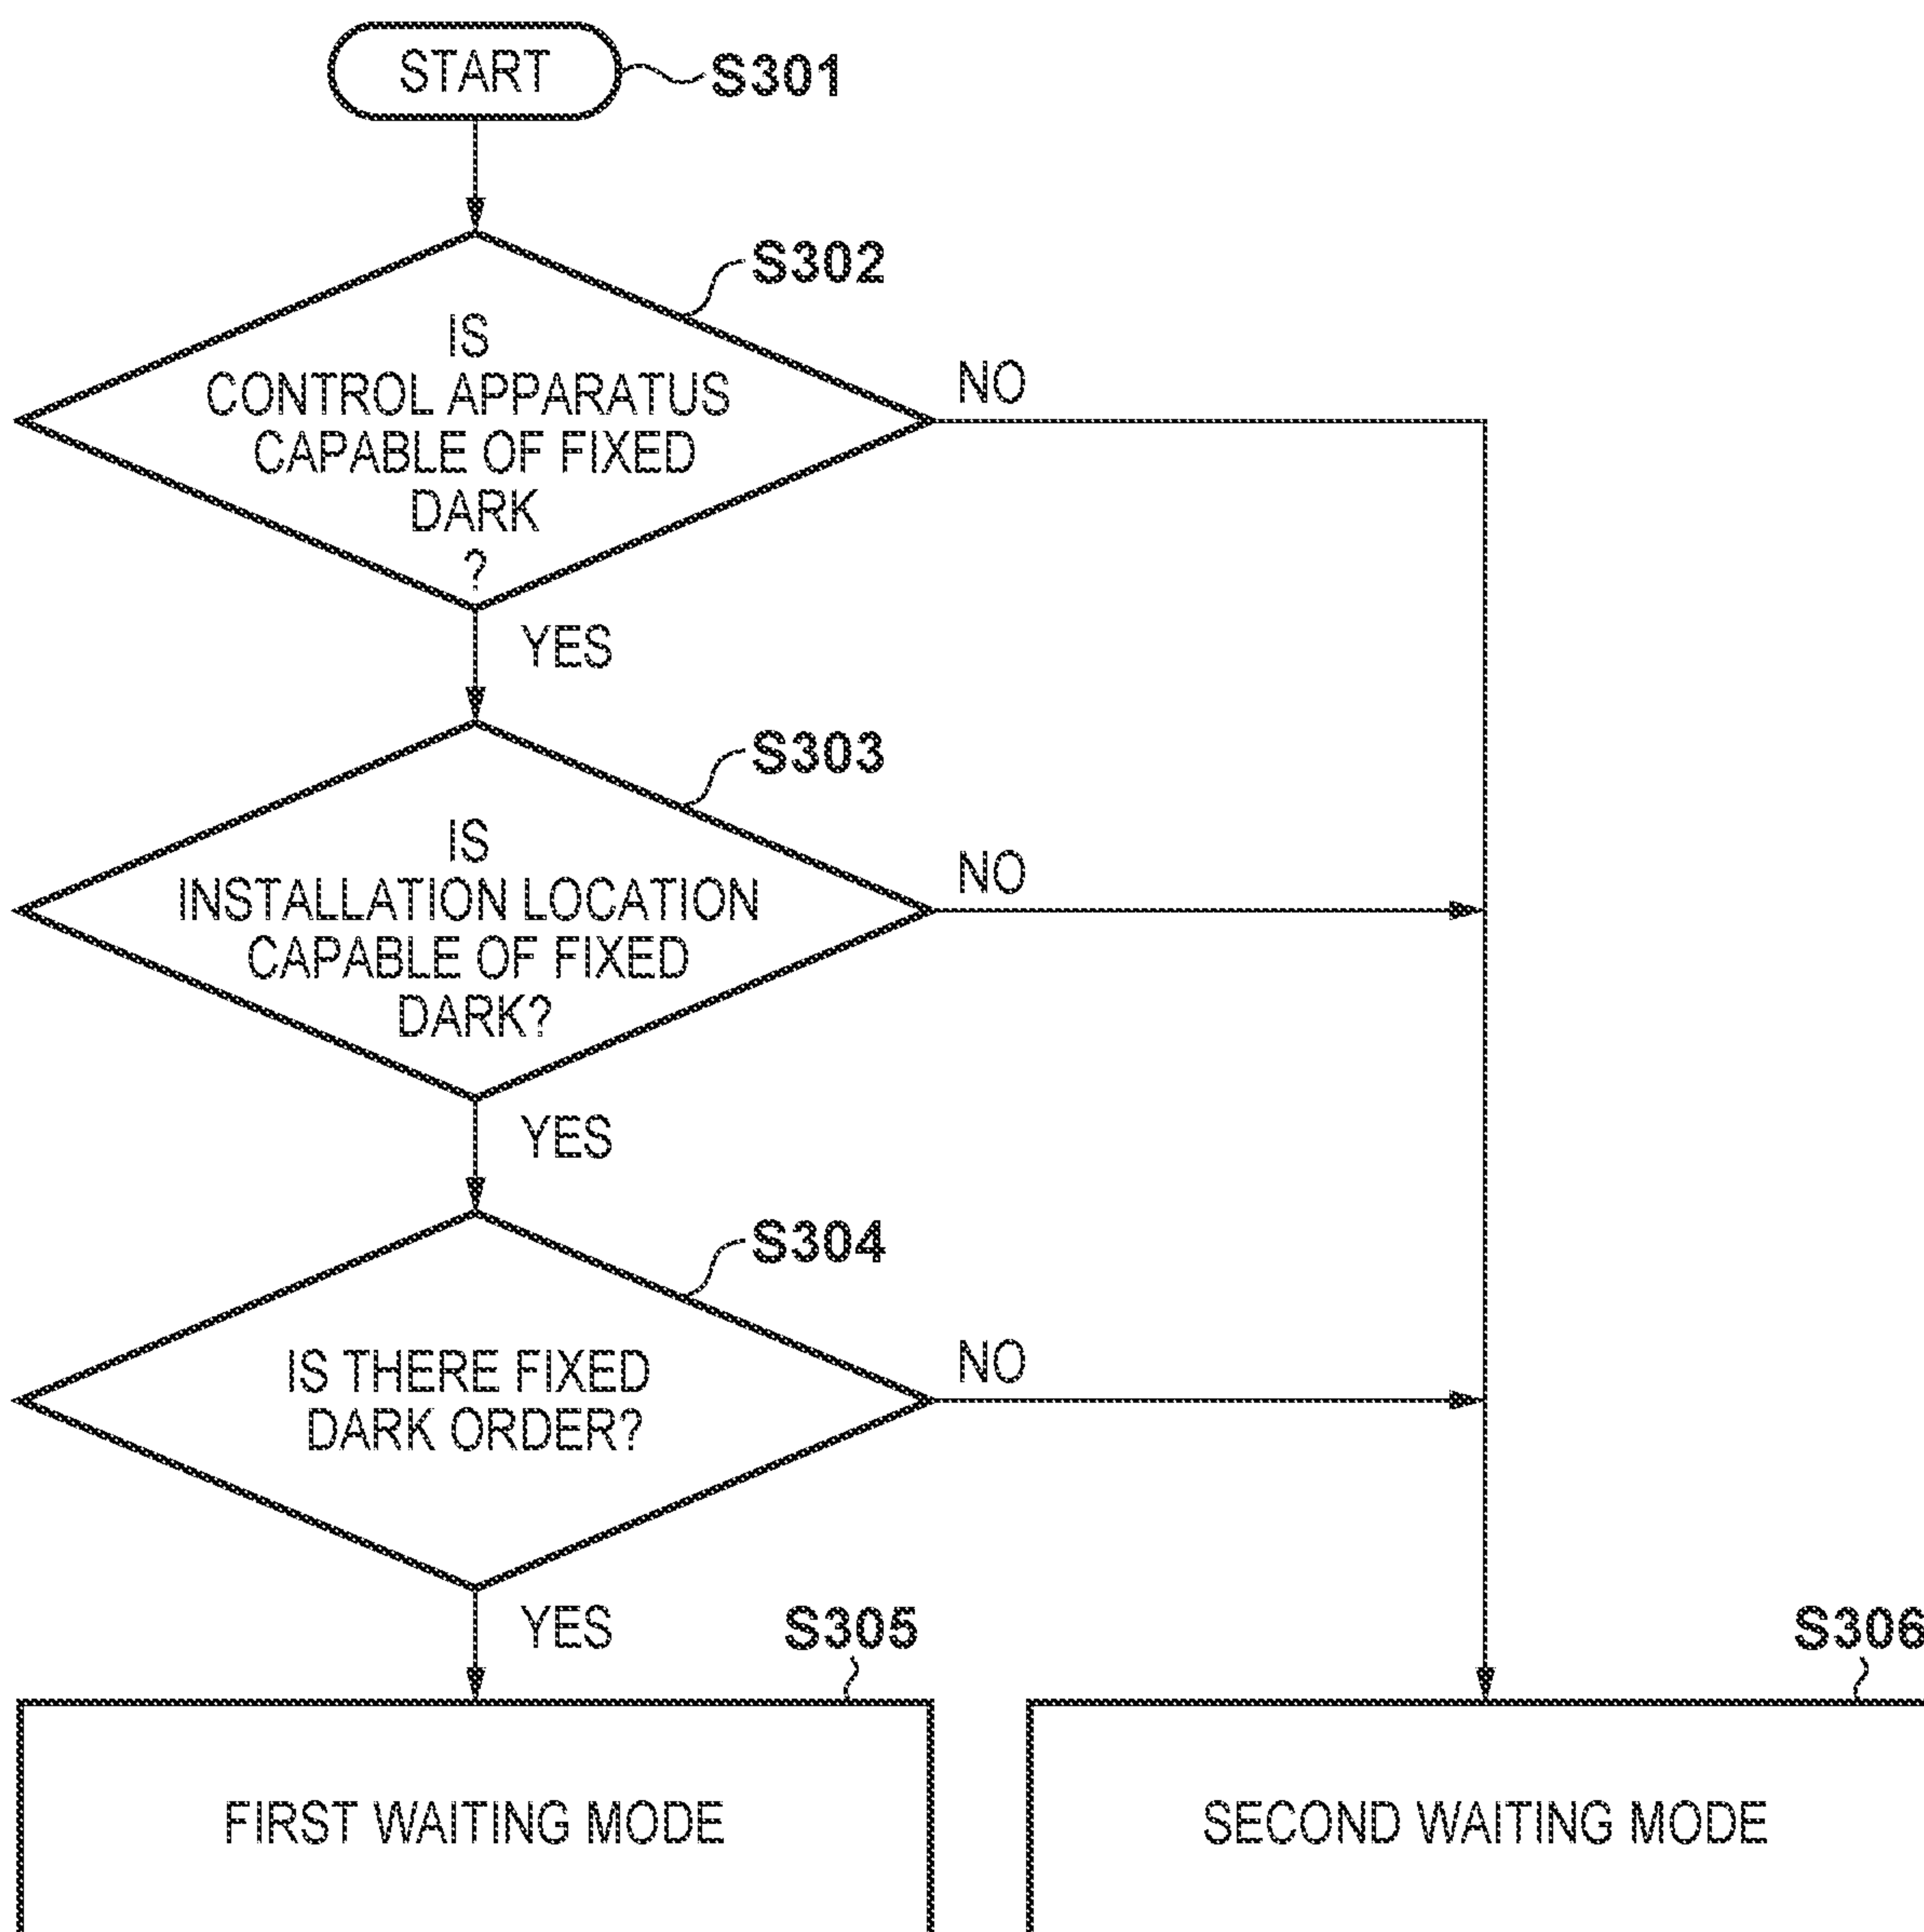 START
S301
S302
IS
CONTROL APPARATUS
CAPABLE OF FIXED
DARK
?
NO
YES
S303
IS
INSTALLATION LOCATION
CAPABLE OF FIXED
DARK?
NO
YES
S304
IS THERE FIXED
DARK ORDER?
NO
YES
S305
S306
FIRST WAITING MODE
SECOND WAITING MODE